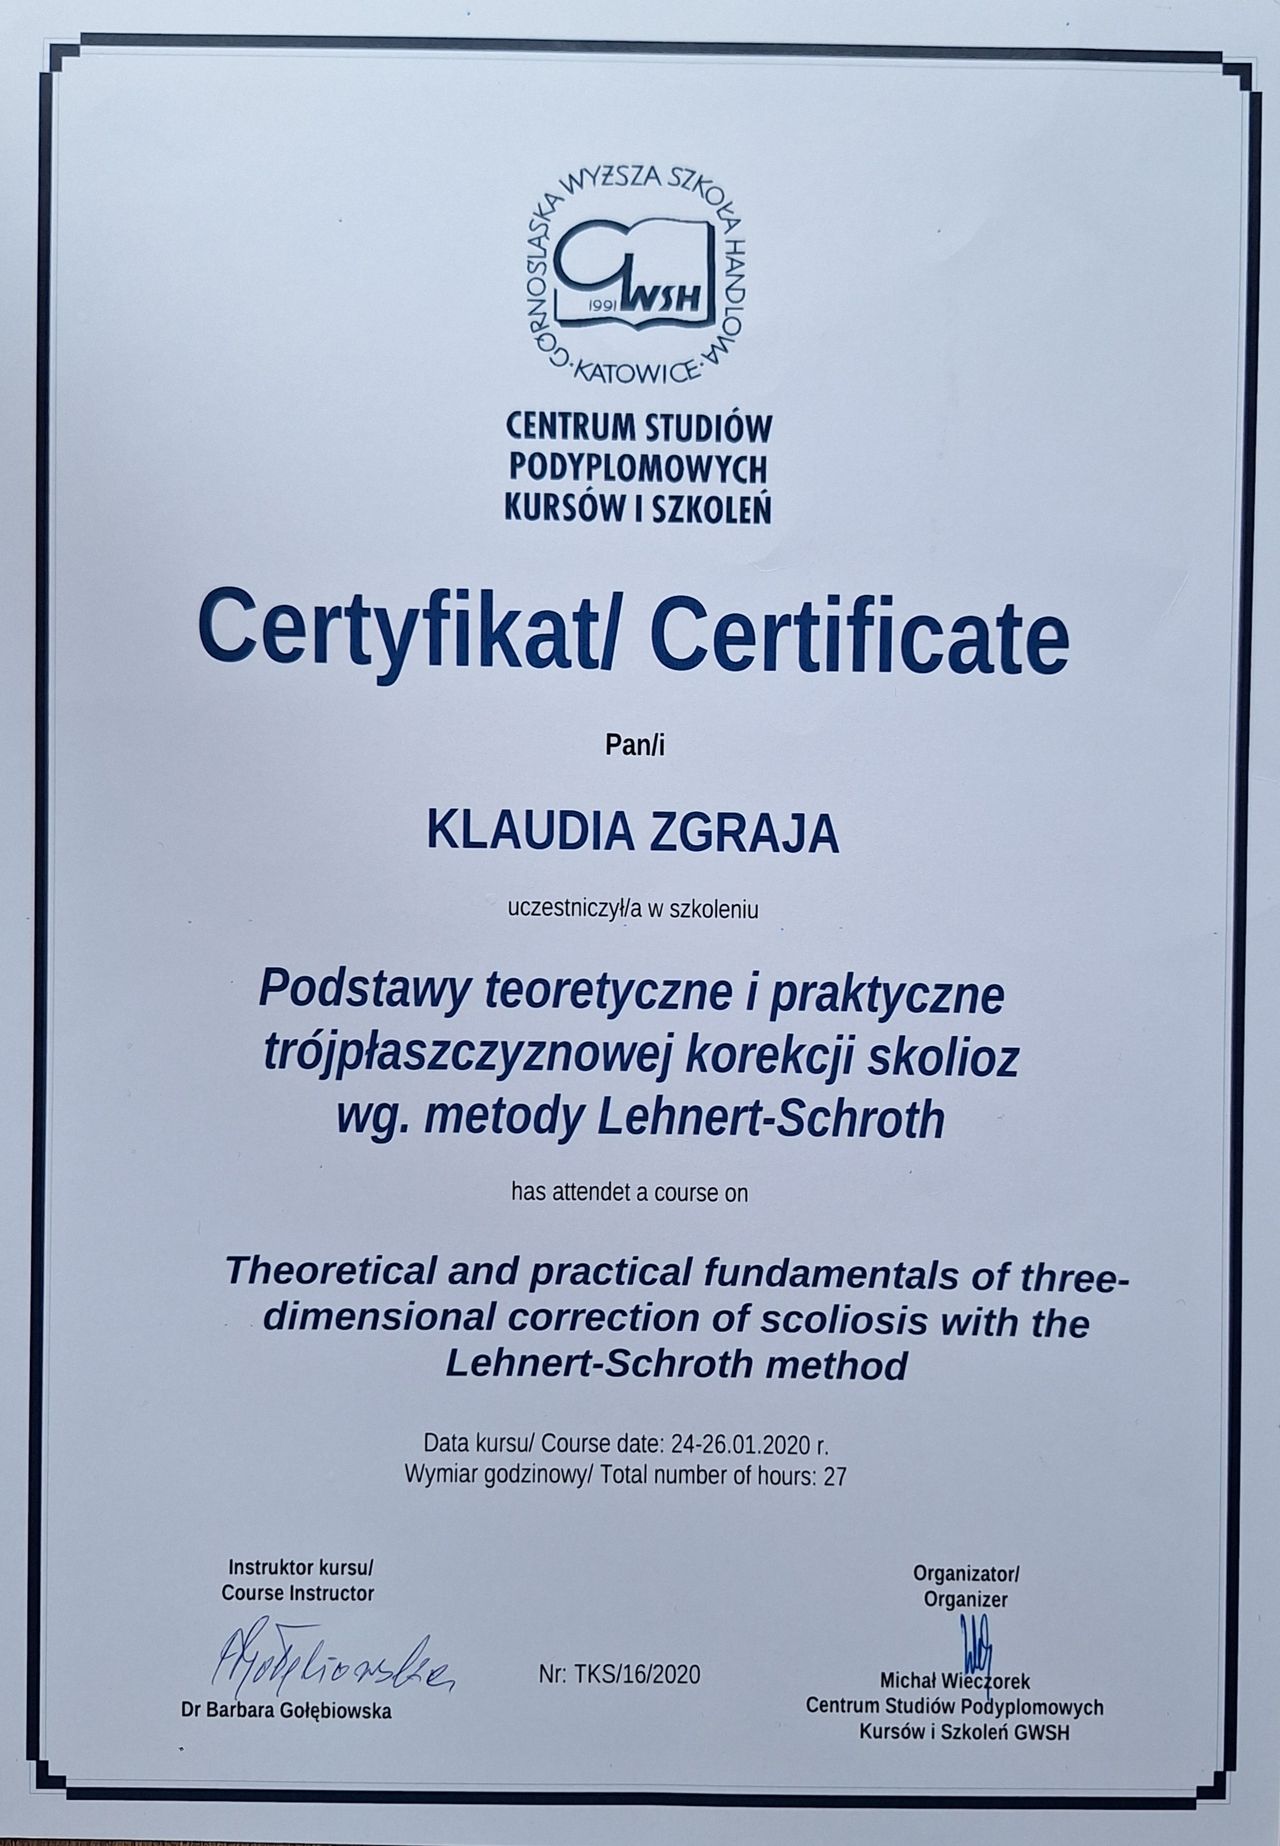 GÓRNOŚLĄSKA WYŻSZA SZKOŁA HANDLOWA
1991 GWSH
· KATOWICE ·
CENTRUM STUDIÓW
PODYPLOMOWYCH
KURSÓW I SZKOLEŃ
Certyfikat/ Certificate
Pan/i
KLAUDIA ZGRAJA
uczestniczył/a w szkoleniu
Podstawy teoretyczne i praktyczne
trójpłaszczyznowej korekcji skolioz
wg. metody Lehnert-Schroth
has attendet a course on
Theoretical and practical fundamentals of three-
dimensional correction of scoliosis with the
Lehnert-Schroth method
Data kursu/ Course date: 24-26.01.2020 r.
Wymiar godzinowy/ Total number of hours: 27
Instruktor kursu/
Course Instructor
Dr Barbara Gołębiowska
Nr: TKS/16/2020
Organizator/
Organizer
Michał Wieczorek
Centrum Studiów Podyplomowych
Kursów i Szkoleń GWSH